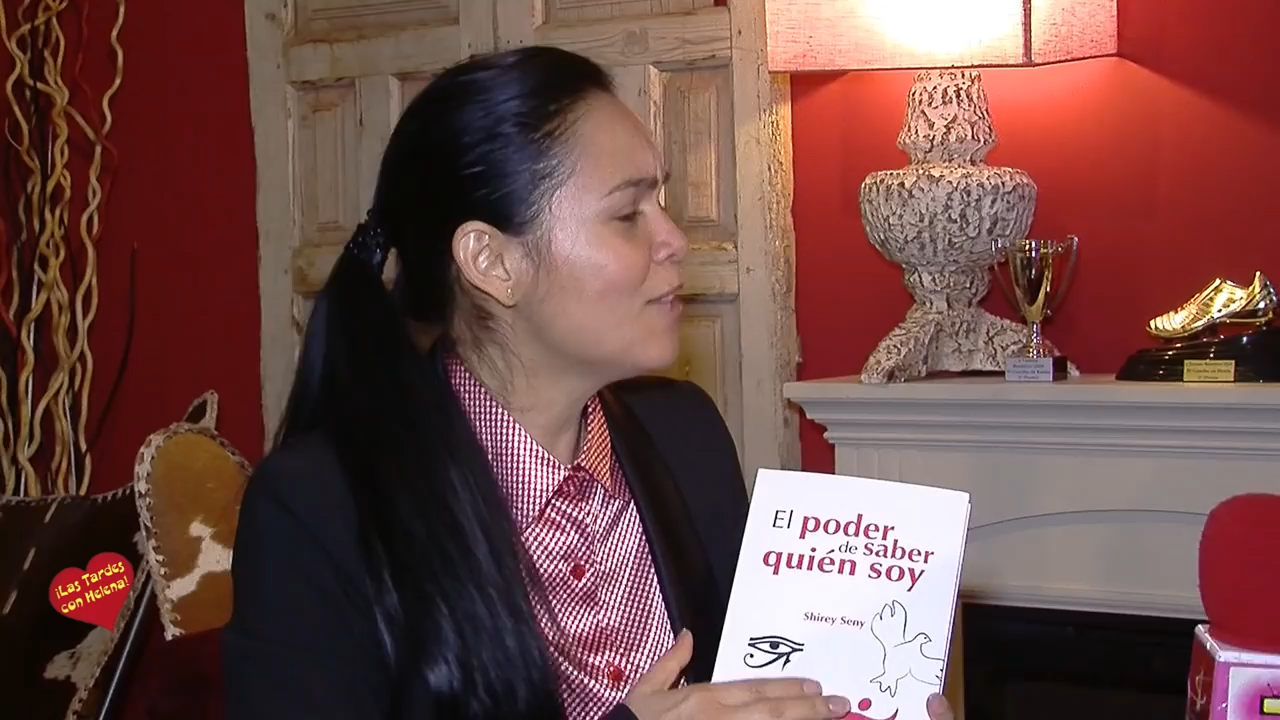 El poder
de saber
quién soy
Shirey Seny
¡Las Tardes
con Helena!